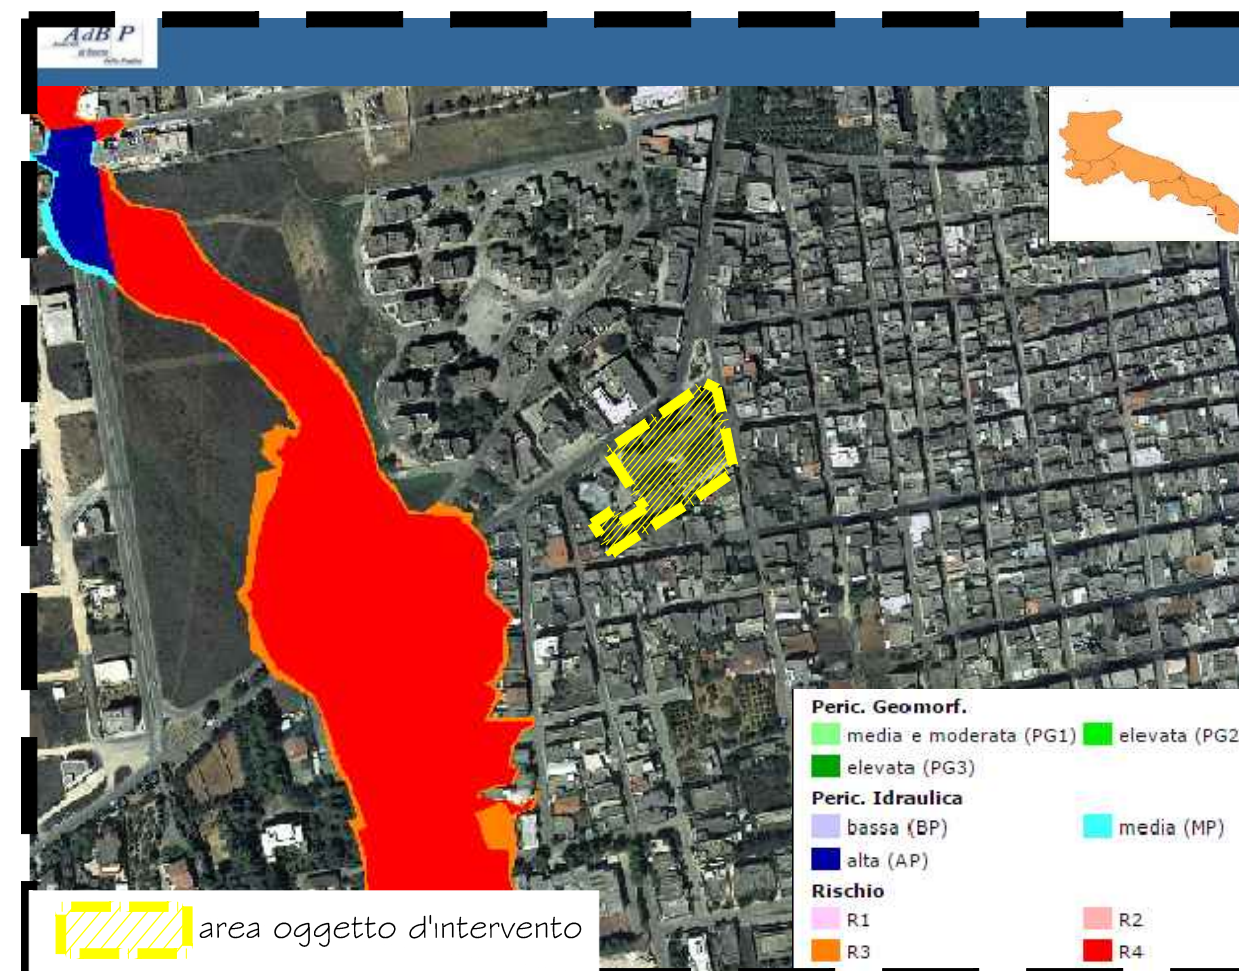 AdB P
Peric. Geomorf.
media e moderata (PG1) elevata (PG2
elevata (PG3)
Peric. Idraulica
bassa (BP) media (MP)
alta (AP)
Rischio
R1 R2
R3 R4
area oggetto d'intervento